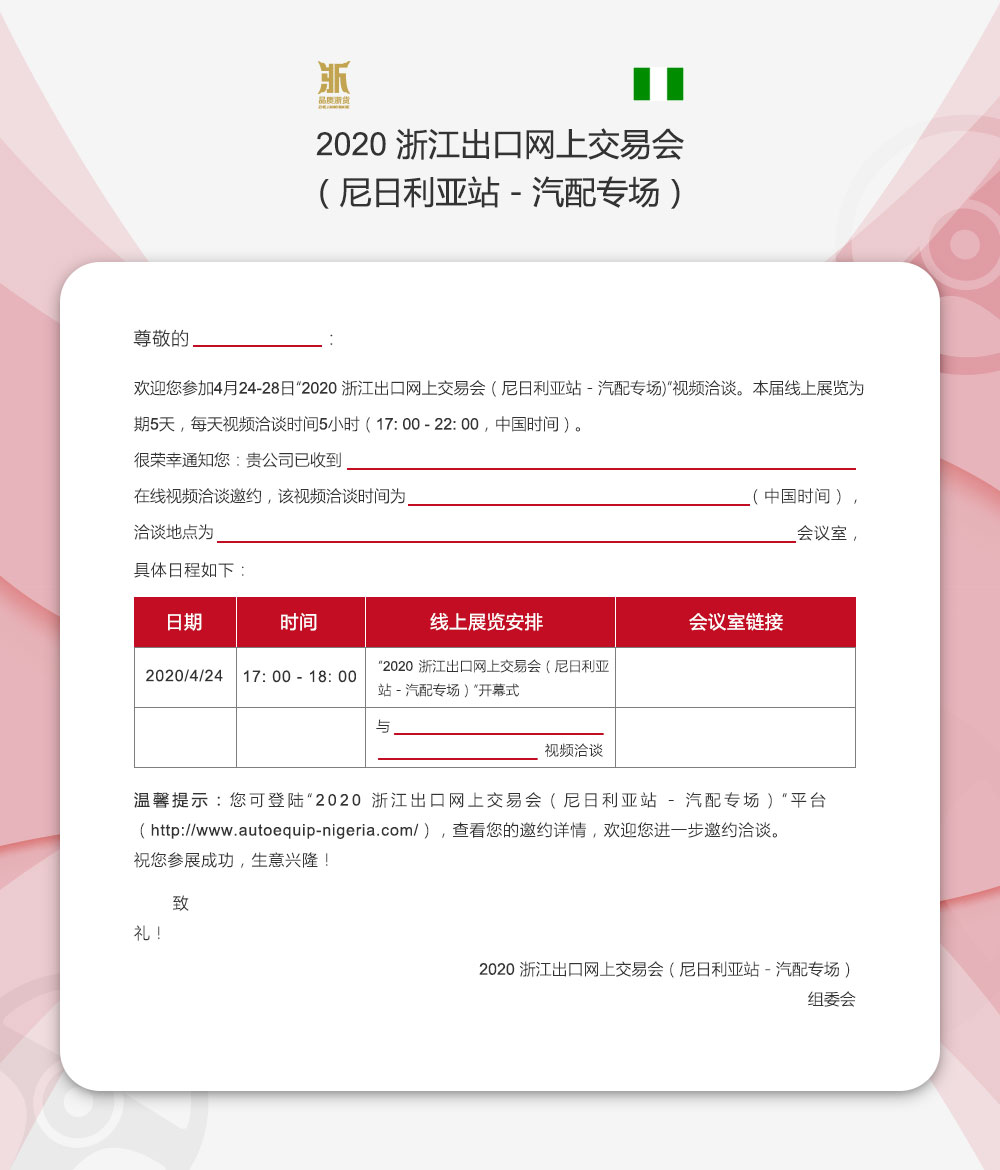 浙
品质浙货
2020 浙江出口网上交易会
（尼日利亚站 - 汽配专场）
尊敬的 ：
欢迎您参加4月24-28日“2020 浙江出口网上交易会（尼日利亚站 - 汽配专场)”视频洽谈。本届线上展览为
期5天，每天视频洽谈时间5小时（17: 00 - 22: 00，中国时间）。
很荣幸通知您：贵公司已收到
在线视频洽谈邀约，该视频洽谈时间为 （中国时间），
洽谈地点为 会议室，
具体日程如下：
日期 时间 线上展览安排 会议室链接
2020/4/24 17: 00 - 18: 00 “2020 浙江出口网上交易会（尼日利亚
站 - 汽配专场）”开幕式
与
视频洽谈
温馨提示：您可登陆“2020 浙江出口网上交易会（尼日利亚站 - 汽配专场）”平台
（http://www.autoequip-nigeria.com/），查看您的邀约详情，欢迎您进一步邀约洽谈。
祝您参展成功，生意兴隆！
致
礼！
2020 浙江出口网上交易会（尼日利亚站 - 汽配专场）
组委会